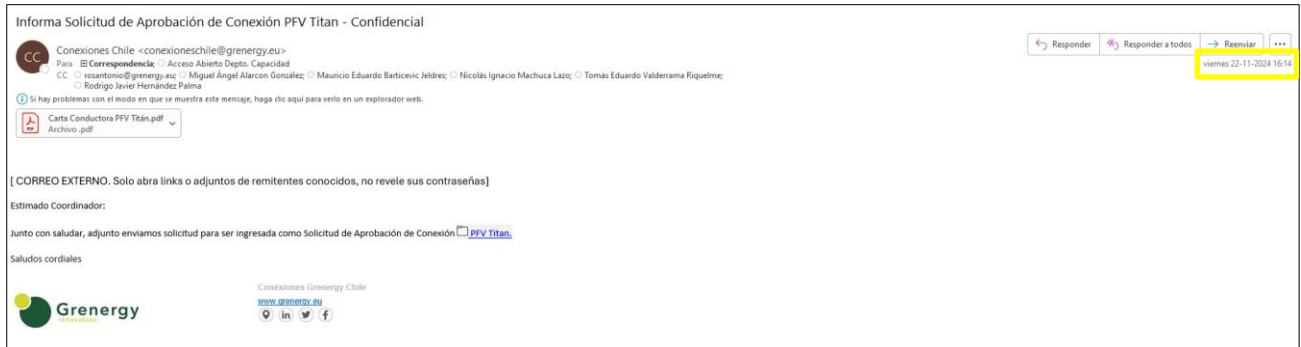 Informa Solicitud de Aprobación de Conexión PFV Titan - Confidencial
CC
Conexiones Chile <conexioneschile@grenergy.eu>
Para Correspondencia; Acceso Abierto Depto. Capacidad
CC rosantonio@grenergy.eu; Miguel Ángel Alarcon González; Mauricio Eduardo Barticevic Jeldres; Nicolás Ignacio Machuca Lazo; Tomás Eduardo Valderrama Riquelme;
Rodrigo Javier Hernández Palma
Responder
Responder a todos
Reenviar
...
viernes 22-11-2024 16:14
Si hay problemas con el modo en que se muestra este mensaje, haga clic aquí para verlo en un explorador web.
Carta Conductora PFV Titán.pdf
Archivo .pdf
[ CORREO EXTERNO. Solo abra links o adjuntos de remitentes conocidos, no revele sus contraseñas]
Estimado Coordinador:
Junto con saludar, adjunto enviamos solicitud para ser ingresada como Solicitud de Aprobación de Conexión PFV Titan.
Saludos cordiales
Grenergy
renovables
Conexiones Grenergy Chile
www.grenergy.eu